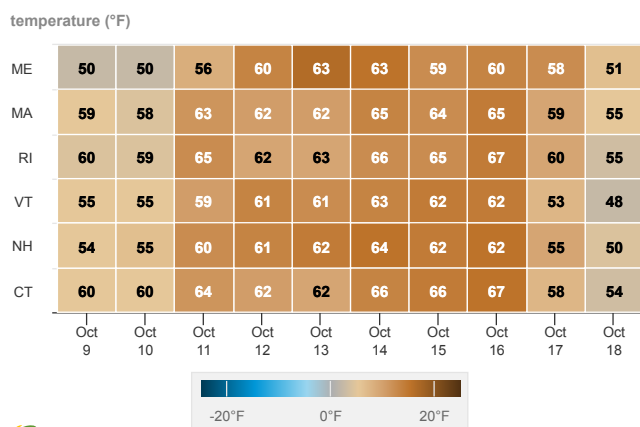 temperature (°F)
ME 50 50 56 60 63 63 59 60 58 51
MA 59 58 63 62 62 65 64 65 59 55
RI 60 59 65 62 63 66 65 67 60 55
VT 55 55 59 61 61 63 62 62 53 48
NH 54 55 60 61 62 64 62 62 55 50
CT 60 60 64 62 62 66 66 67 58 54
Oct Oct Oct Oct Oct Oct Oct Oct Oct Oct
9 10 11 12 13 14 15 16 17 18
-20°F 0°F 20°F